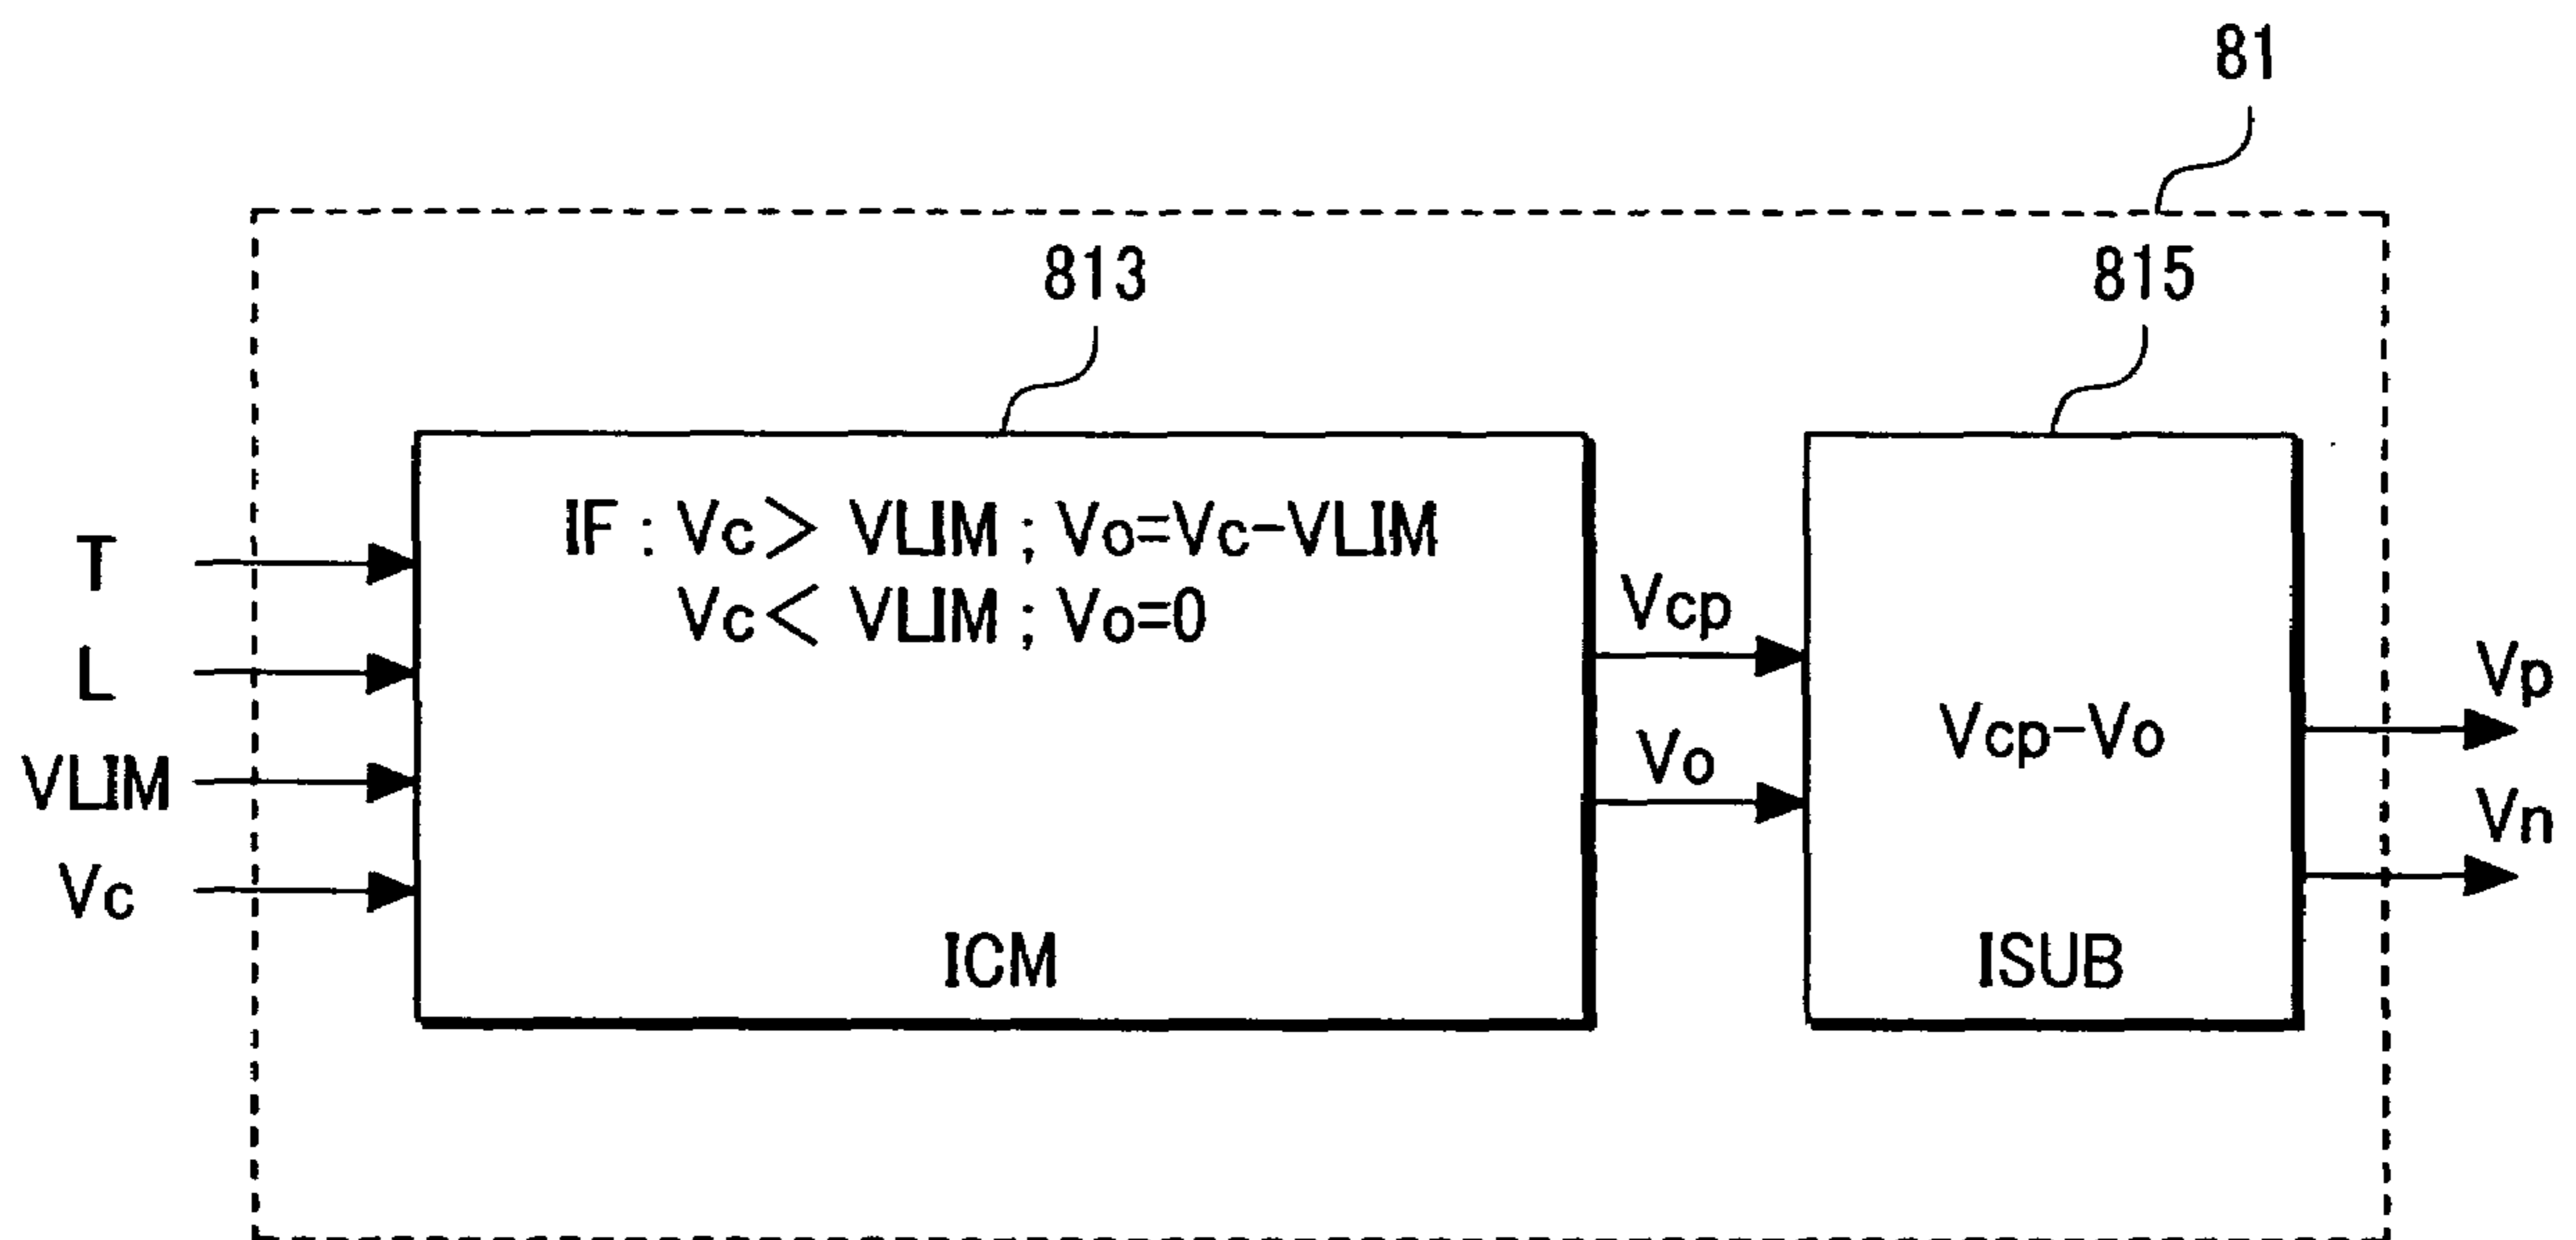 81
813
815
IF : Vc > VLIM ; Vo=Vc-VLIM
Vc < VLIM ; Vo=0
T
L
VLIM
Vc
ICM
Vcp
Vo
Vcp-Vo
ISUB
Vp
Vn